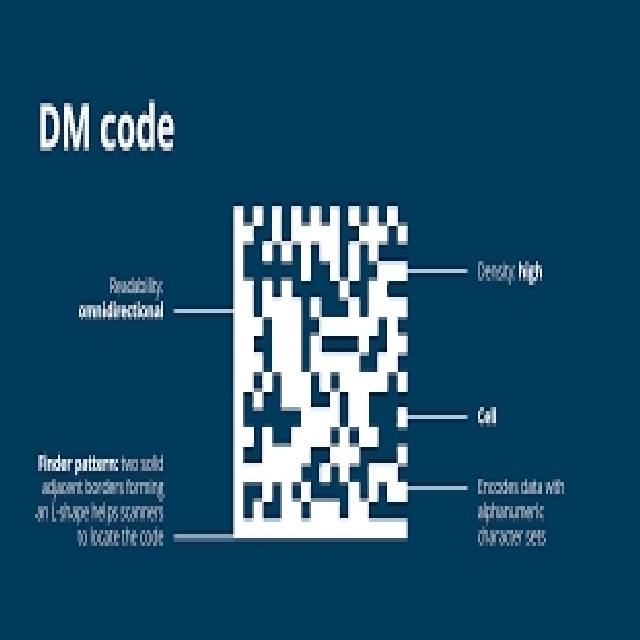 DM code
Readability:
omnidirectional
Density: high
Cell
Finder pattern: two solid
adjacent borders forming
an L-shape helps scanners
to locate the code
Encodes data with
alphanumeric
character sets